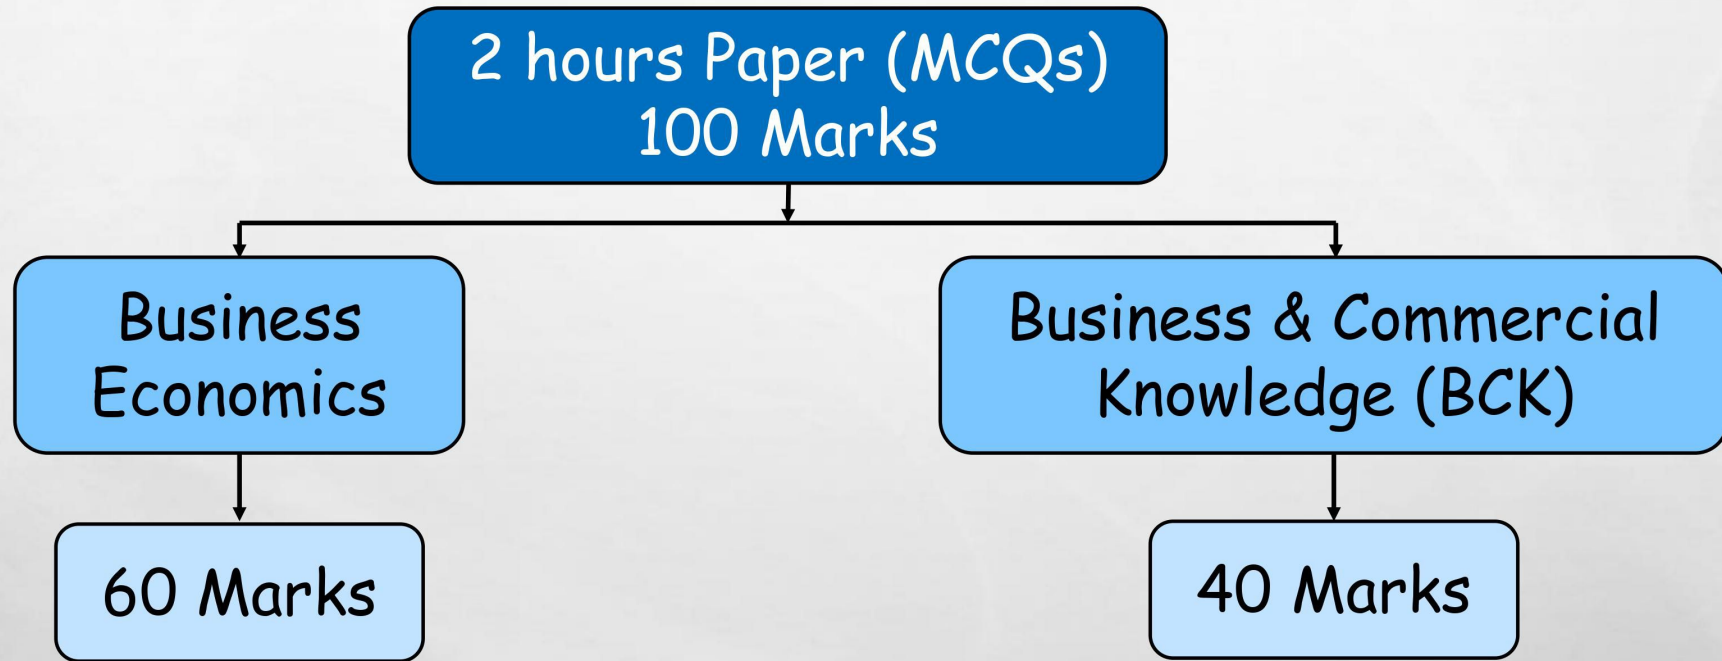 2 hours Paper (MCQs)
100 Marks
Business
Economics
Business & Commercial
Knowledge (BCK)
60 Marks
40 Marks